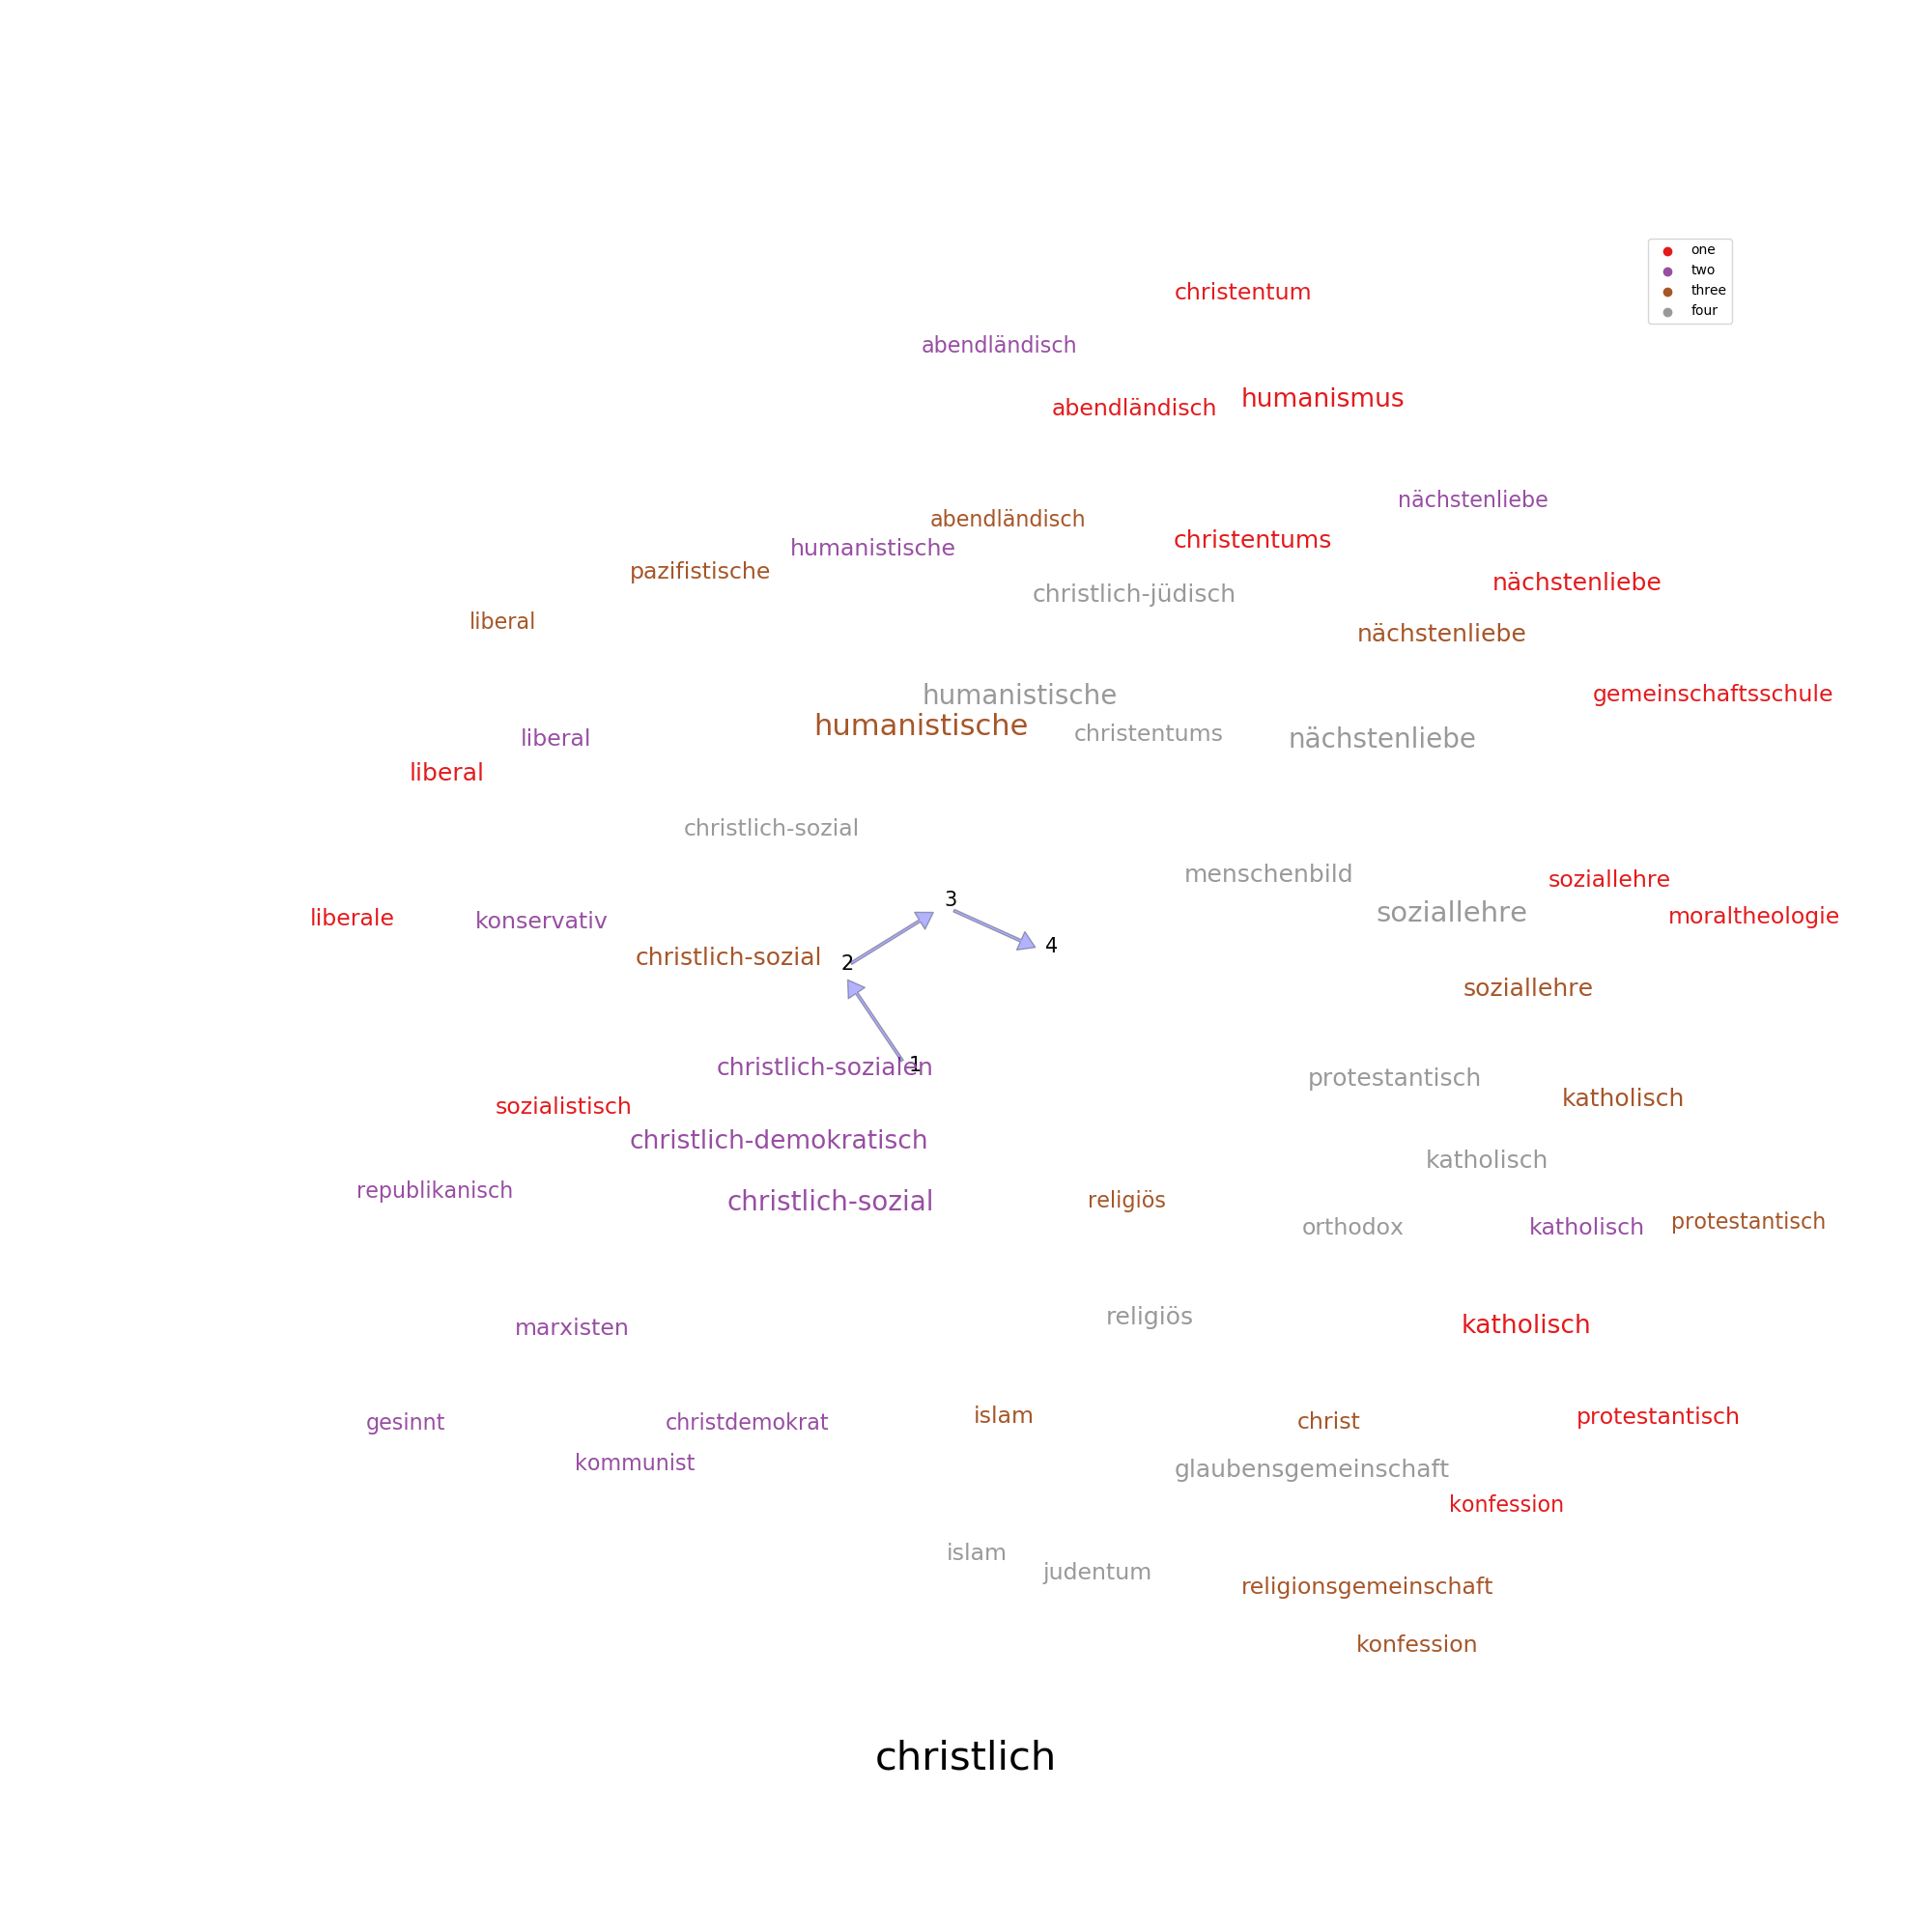 one
two
three
four
christentum
abendländisch
humanismus
abendländisch
nächstenliebe
abendländisch
christentums
humanistische
pazifistische
nächstenliebe
christlich-jüdisch
liberal
nächstenliebe
humanistische
gemeinschaftsschule
humanistische
christentums
liberal
nächstenliebe
liberal
christlich-sozial
menschenbild
soziallehre
3
soziallehre
liberale
konservativ
moraltheologie
4
christlich-sozial
2
soziallehre
christlich-sozialen
1
protestantisch
katholisch
sozialistisch
christlich-demokratisch
katholisch
republikanisch
christlich-sozial
religiös
protestantisch
orthodox
katholisch
religiös
marxisten
katholisch
islam
protestantisch
gesinnt
christdemokrat
christ
kommunist
glaubensgemeinschaft
konfession
islam
judentum
religionsgemeinschaft
konfession
christlich